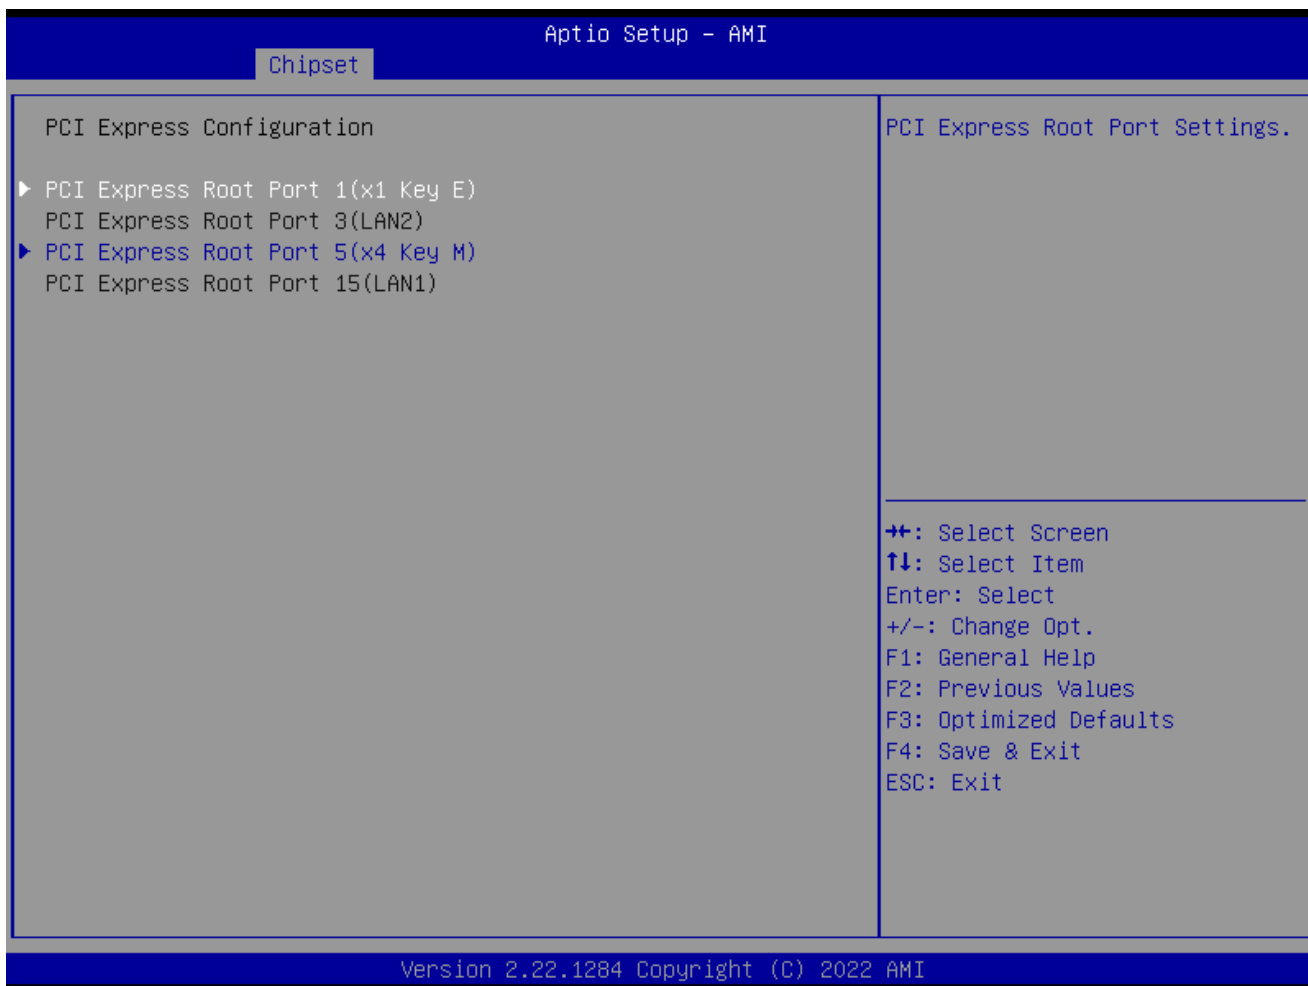 Aptio Setup – AMI
Chipset
PCI Express Configuration
PCI Express Root Port 1(x1 Key E)
PCI Express Root Port 3(LAN2)
PCI Express Root Port 5(x4 Key M)
PCI Express Root Port 15(LAN1)
PCI Express Root Port Settings.
→←: Select Screen
↑↓: Select Item
Enter: Select
+/-: Change Opt.
F1: General Help
F2: Previous Values
F3: Optimized Defaults
F4: Save & Exit
ESC: Exit
Version 2.22.1284 Copyright (C) 2022 AMI